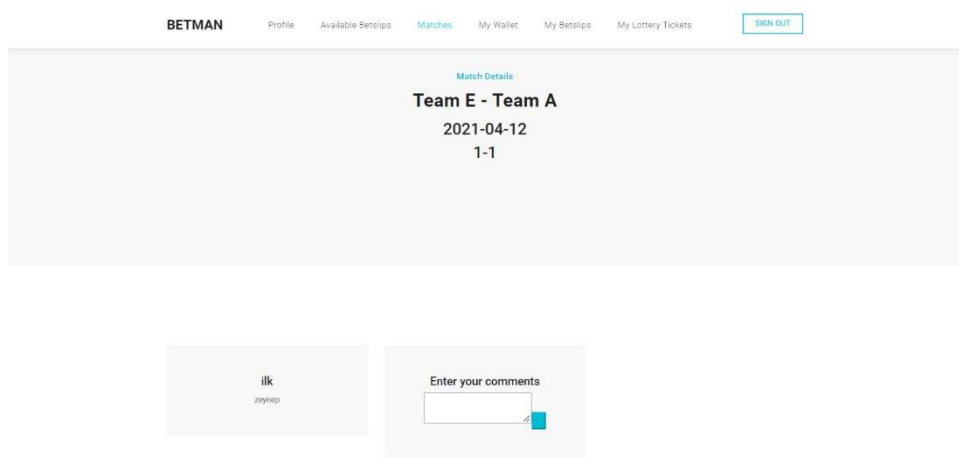 BETMAN Profile Available Betslips Matches My Wallet My Betslips My Lottery Tickets SIGN OUT
Match Details
Team E - Team A
2021-04-12
1-1
ilk
zeynep
Enter your comments